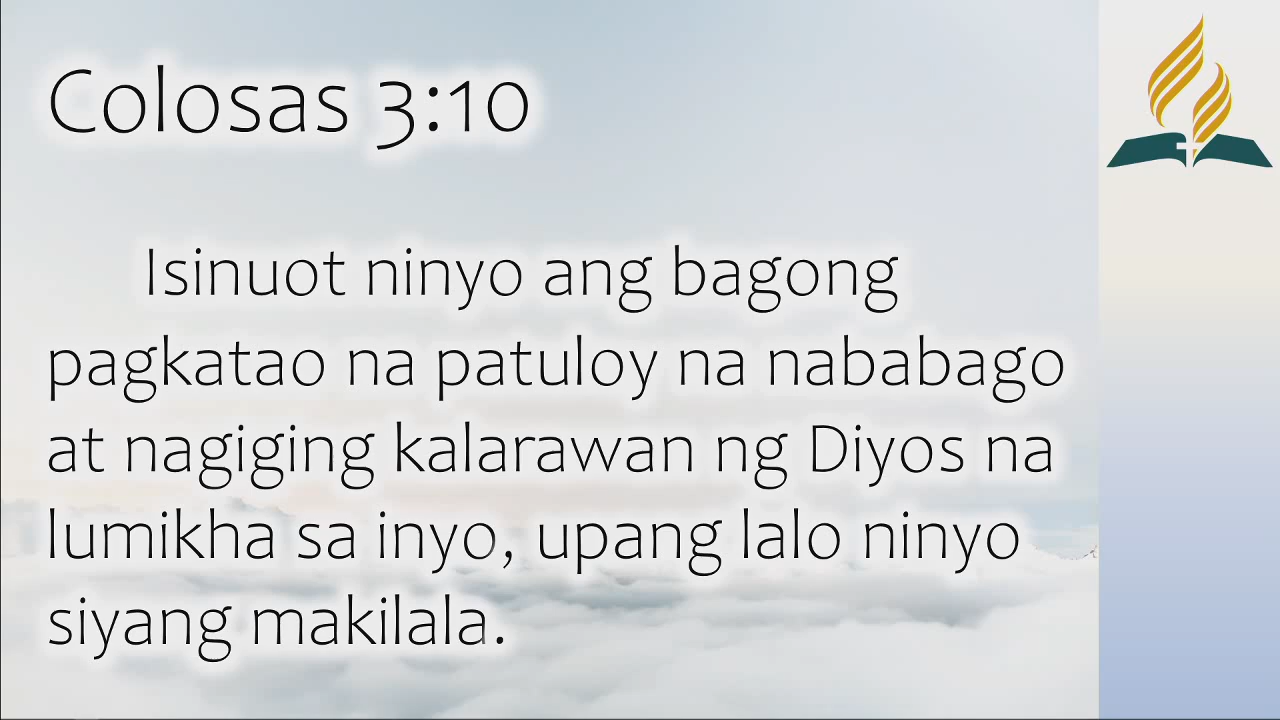 Colosas 3:10
Isinuot ninyo ang bagong
pagkatao na patuloy na nababago
at nagiging kalarawan ng Diyos na
lumikha sa inyo, upang lalo ninyo
siyang makilala.